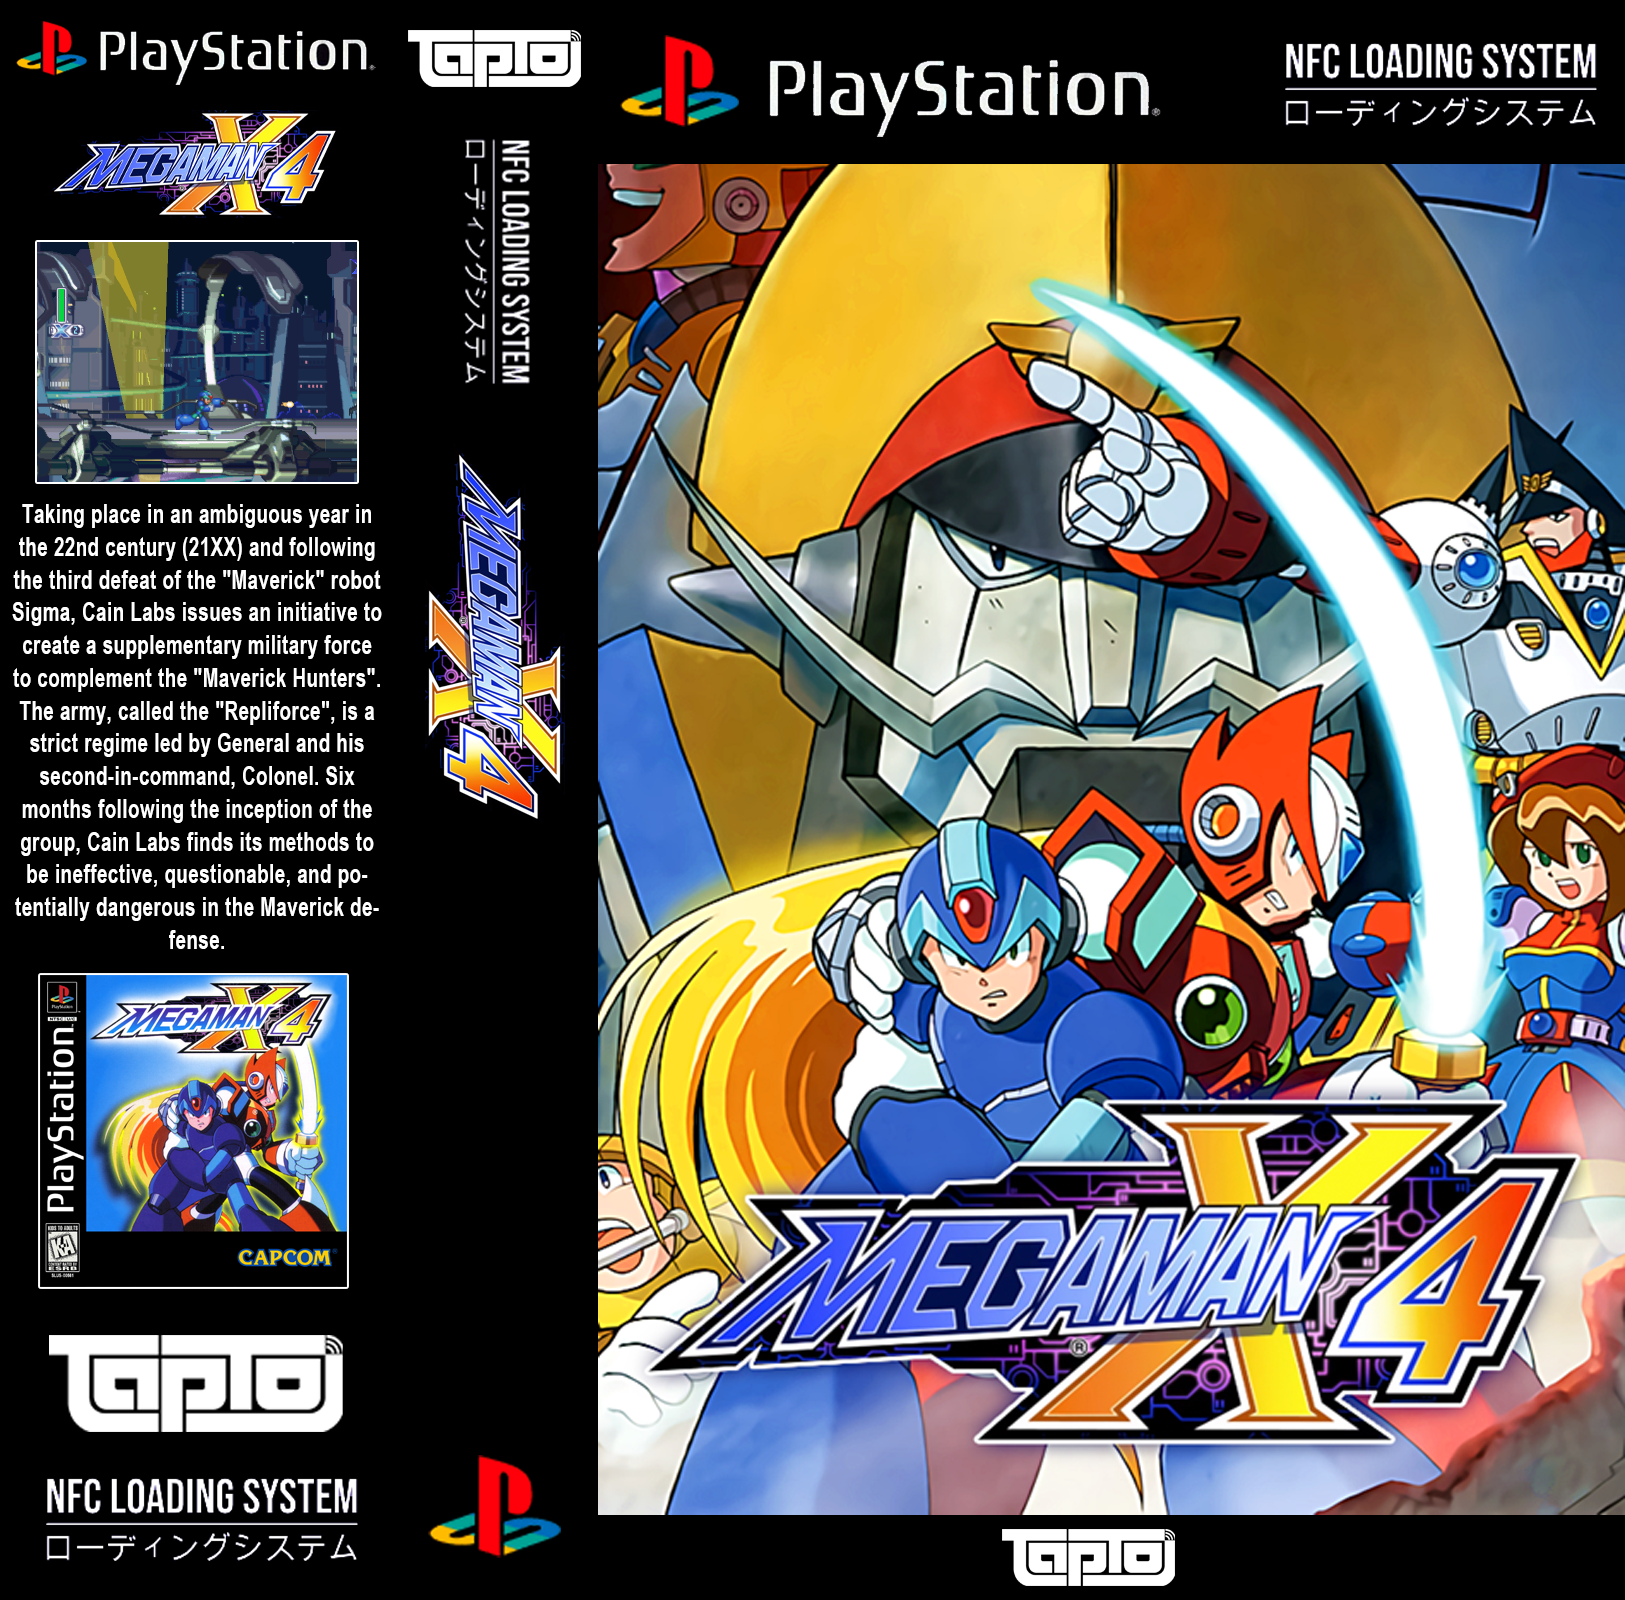 PlayStation
MEGAMAN X4
Taking place in an ambiguous year in
the 22nd century (21XX) and following
the third defeat of the "Maverick" robot
Sigma, Cain Labs issues an initiative to
create a supplementary military force
to complement the "Maverick Hunters".
The army, called the "Repliforce", is a
strict regime led by General and his
second-in-command, Colonel. Six
months following the inception of the
group, Cain Labs finds its methods to
be ineffective, questionable, and po-
tentially dangerous in the Maverick de-
fense.
PlayStation
MEGAMAN X4
K-A
ESRB
CAPCOM
TapTo
NFC LOADING SYSTEM
ローディングシステム
TapTo
NFC LOADING SYSTEM
ローディングシステム
MEGAMAN X4
PlayStation®
NFC LOADING SYSTEM
ローディングシステム
MEGAMAN X4
®
TapTo